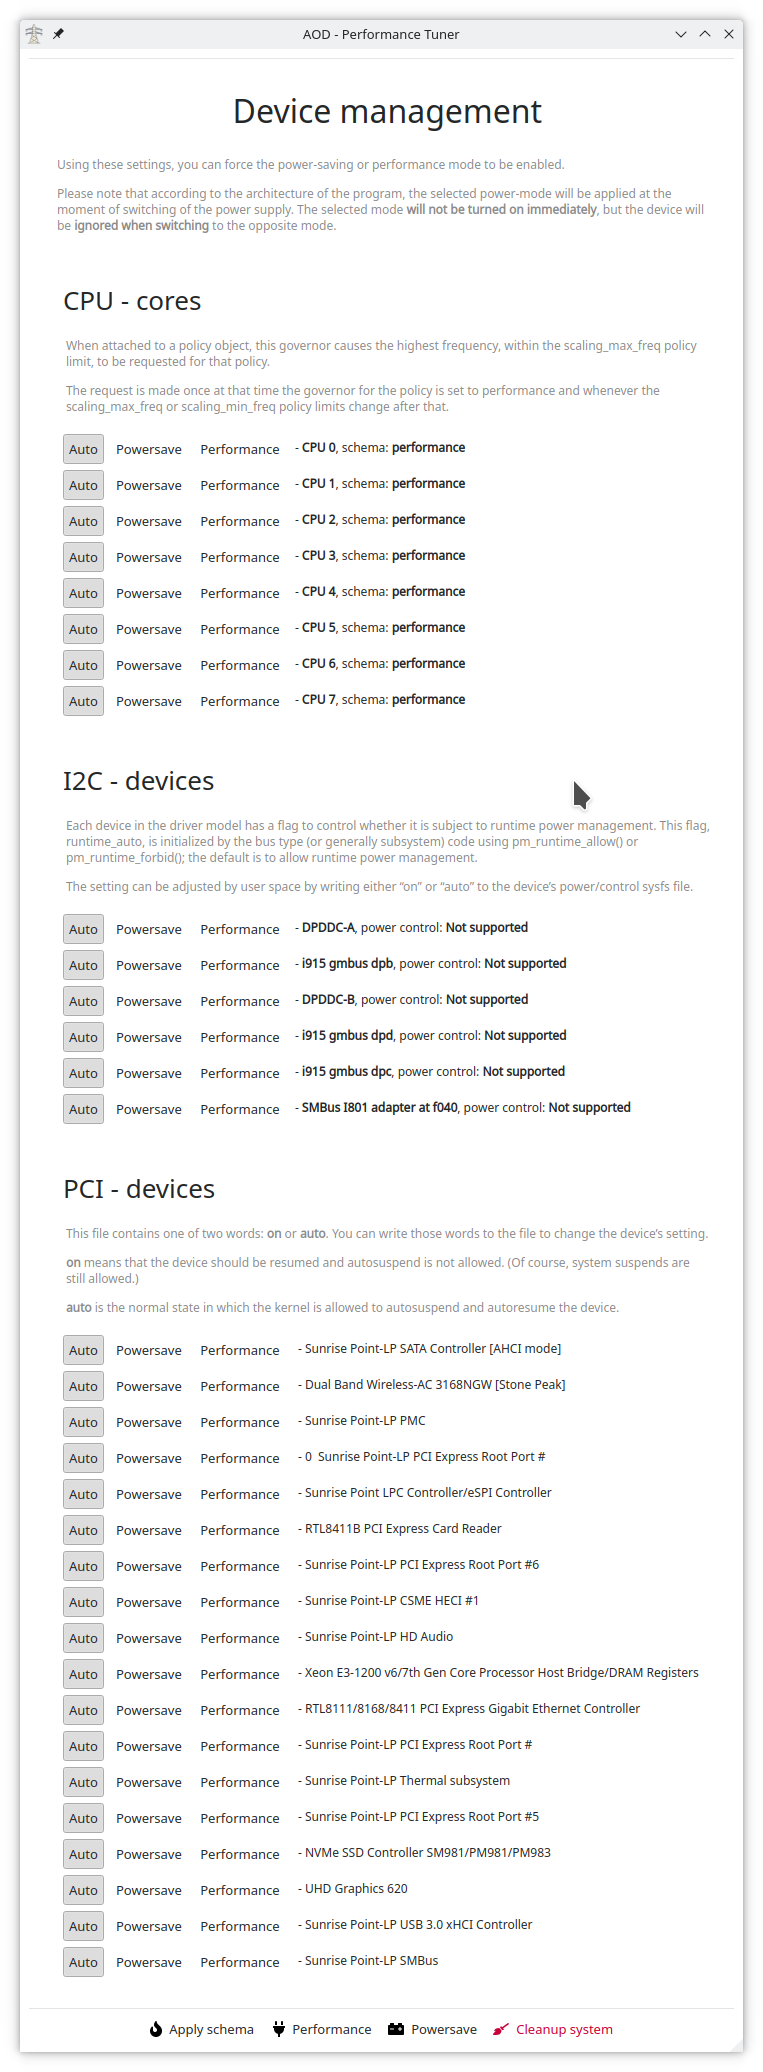 AOD - Performance Tuner
Device management
Using these settings, you can force the power-saving or performance mode to be enabled.
Please note that according to the architecture of the program, the selected power-mode will be applied at the
moment of switching of the power supply. The selected mode will not be turned on immediately, but the device will
be ignored when switching to the opposite mode.
CPU - cores
When attached to a policy object, this governor causes the highest frequency, within the scaling_max_freq policy
limit, to be requested for that policy.
The request is made once at that time the governor for the policy is set to performance and whenever the
scaling_max_freq or scaling_min_freq policy limits change after that.
Auto Powersave Performance - CPU 0, schema: performance
Auto Powersave Performance - CPU 1, schema: performance
Auto Powersave Performance - CPU 2, schema: performance
Auto Powersave Performance - CPU 3, schema: performance
Auto Powersave Performance - CPU 4, schema: performance
Auto Powersave Performance - CPU 5, schema: performance
Auto Powersave Performance - CPU 6, schema: performance
Auto Powersave Performance - CPU 7, schema: performance
I2C - devices
Each device in the driver model has a flag to control whether it is subject to runtime power management. This flag,
runtime_auto, is initialized by the bus type (or generally subsystem) code using pm_runtime_allow() or
pm_runtime_forbid(); the default is to allow runtime power management.
The setting can be adjusted by user space by writing either “on” or “auto” to the device’s power/control sysfs file.
Auto Powersave Performance - DPDDC-A, power control: Not supported
Auto Powersave Performance - i915 gmbus dpb, power control: Not supported
Auto Powersave Performance - DPDDC-B, power control: Not supported
Auto Powersave Performance - i915 gmbus dpd, power control: Not supported
Auto Powersave Performance - i915 gmbus dpc, power control: Not supported
Auto Powersave Performance - SMBus I801 adapter at f040, power control: Not supported
PCI - devices
This file contains one of two words: on or auto. You can write those words to the file to change the device’s setting.
on means that the device should be resumed and autosuspend is not allowed. (Of course, system suspends are
still allowed.)
auto is the normal state in which the kernel is allowed to autosuspend and autoresume the device.
Auto Powersave Performance - Sunrise Point-LP SATA Controller [AHCI mode]
Auto Powersave Performance - Dual Band Wireless-AC 3168NGW [Stone Peak]
Auto Powersave Performance - Sunrise Point-LP PMC
Auto Powersave Performance - 0 Sunrise Point-LP PCI Express Root Port #
Auto Powersave Performance - Sunrise Point LPC Controller/eSPI Controller
Auto Powersave Performance - RTL8411B PCI Express Card Reader
Auto Powersave Performance - Sunrise Point-LP PCI Express Root Port #6
Auto Powersave Performance - Sunrise Point-LP CSME HECI #1
Auto Powersave Performance - Sunrise Point-LP HD Audio
Auto Powersave Performance - Xeon E3-1200 v6/7th Gen Core Processor Host Bridge/DRAM Registers
Auto Powersave Performance - RTL8111/8168/8411 PCI Express Gigabit Ethernet Controller
Auto Powersave Performance - Sunrise Point-LP PCI Express Root Port #
Auto Powersave Performance - Sunrise Point-LP Thermal subsystem
Auto Powersave Performance - Sunrise Point-LP PCI Express Root Port #5
Auto Powersave Performance - NVMe SSD Controller SM981/PM981/PM983
Auto Powersave Performance - UHD Graphics 620
Auto Powersave Performance - Sunrise Point-LP USB 3.0 xHCI Controller
Auto Powersave Performance - Sunrise Point-LP SMBus
Apply schema Performance Powersave Cleanup system